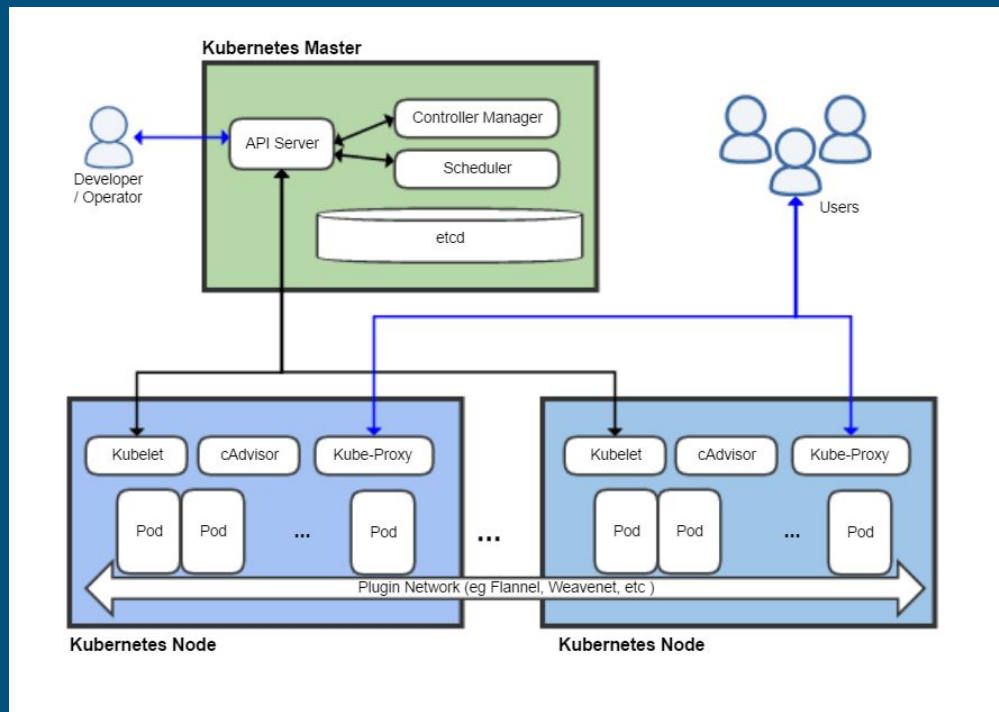 Kubernetes Master
API Server
Controller Manager
Scheduler
etcd
Developer
/ Operator
Users
Kubelet
cAdvisor
Kube-Proxy
Pod
Pod
...
Pod
...
Kubelet
cAdvisor
Kube-Proxy
Pod
Pod
...
Pod
Plugin Network (eg Flannel, Weavenet, etc )
Kubernetes Node
Kubernetes Node